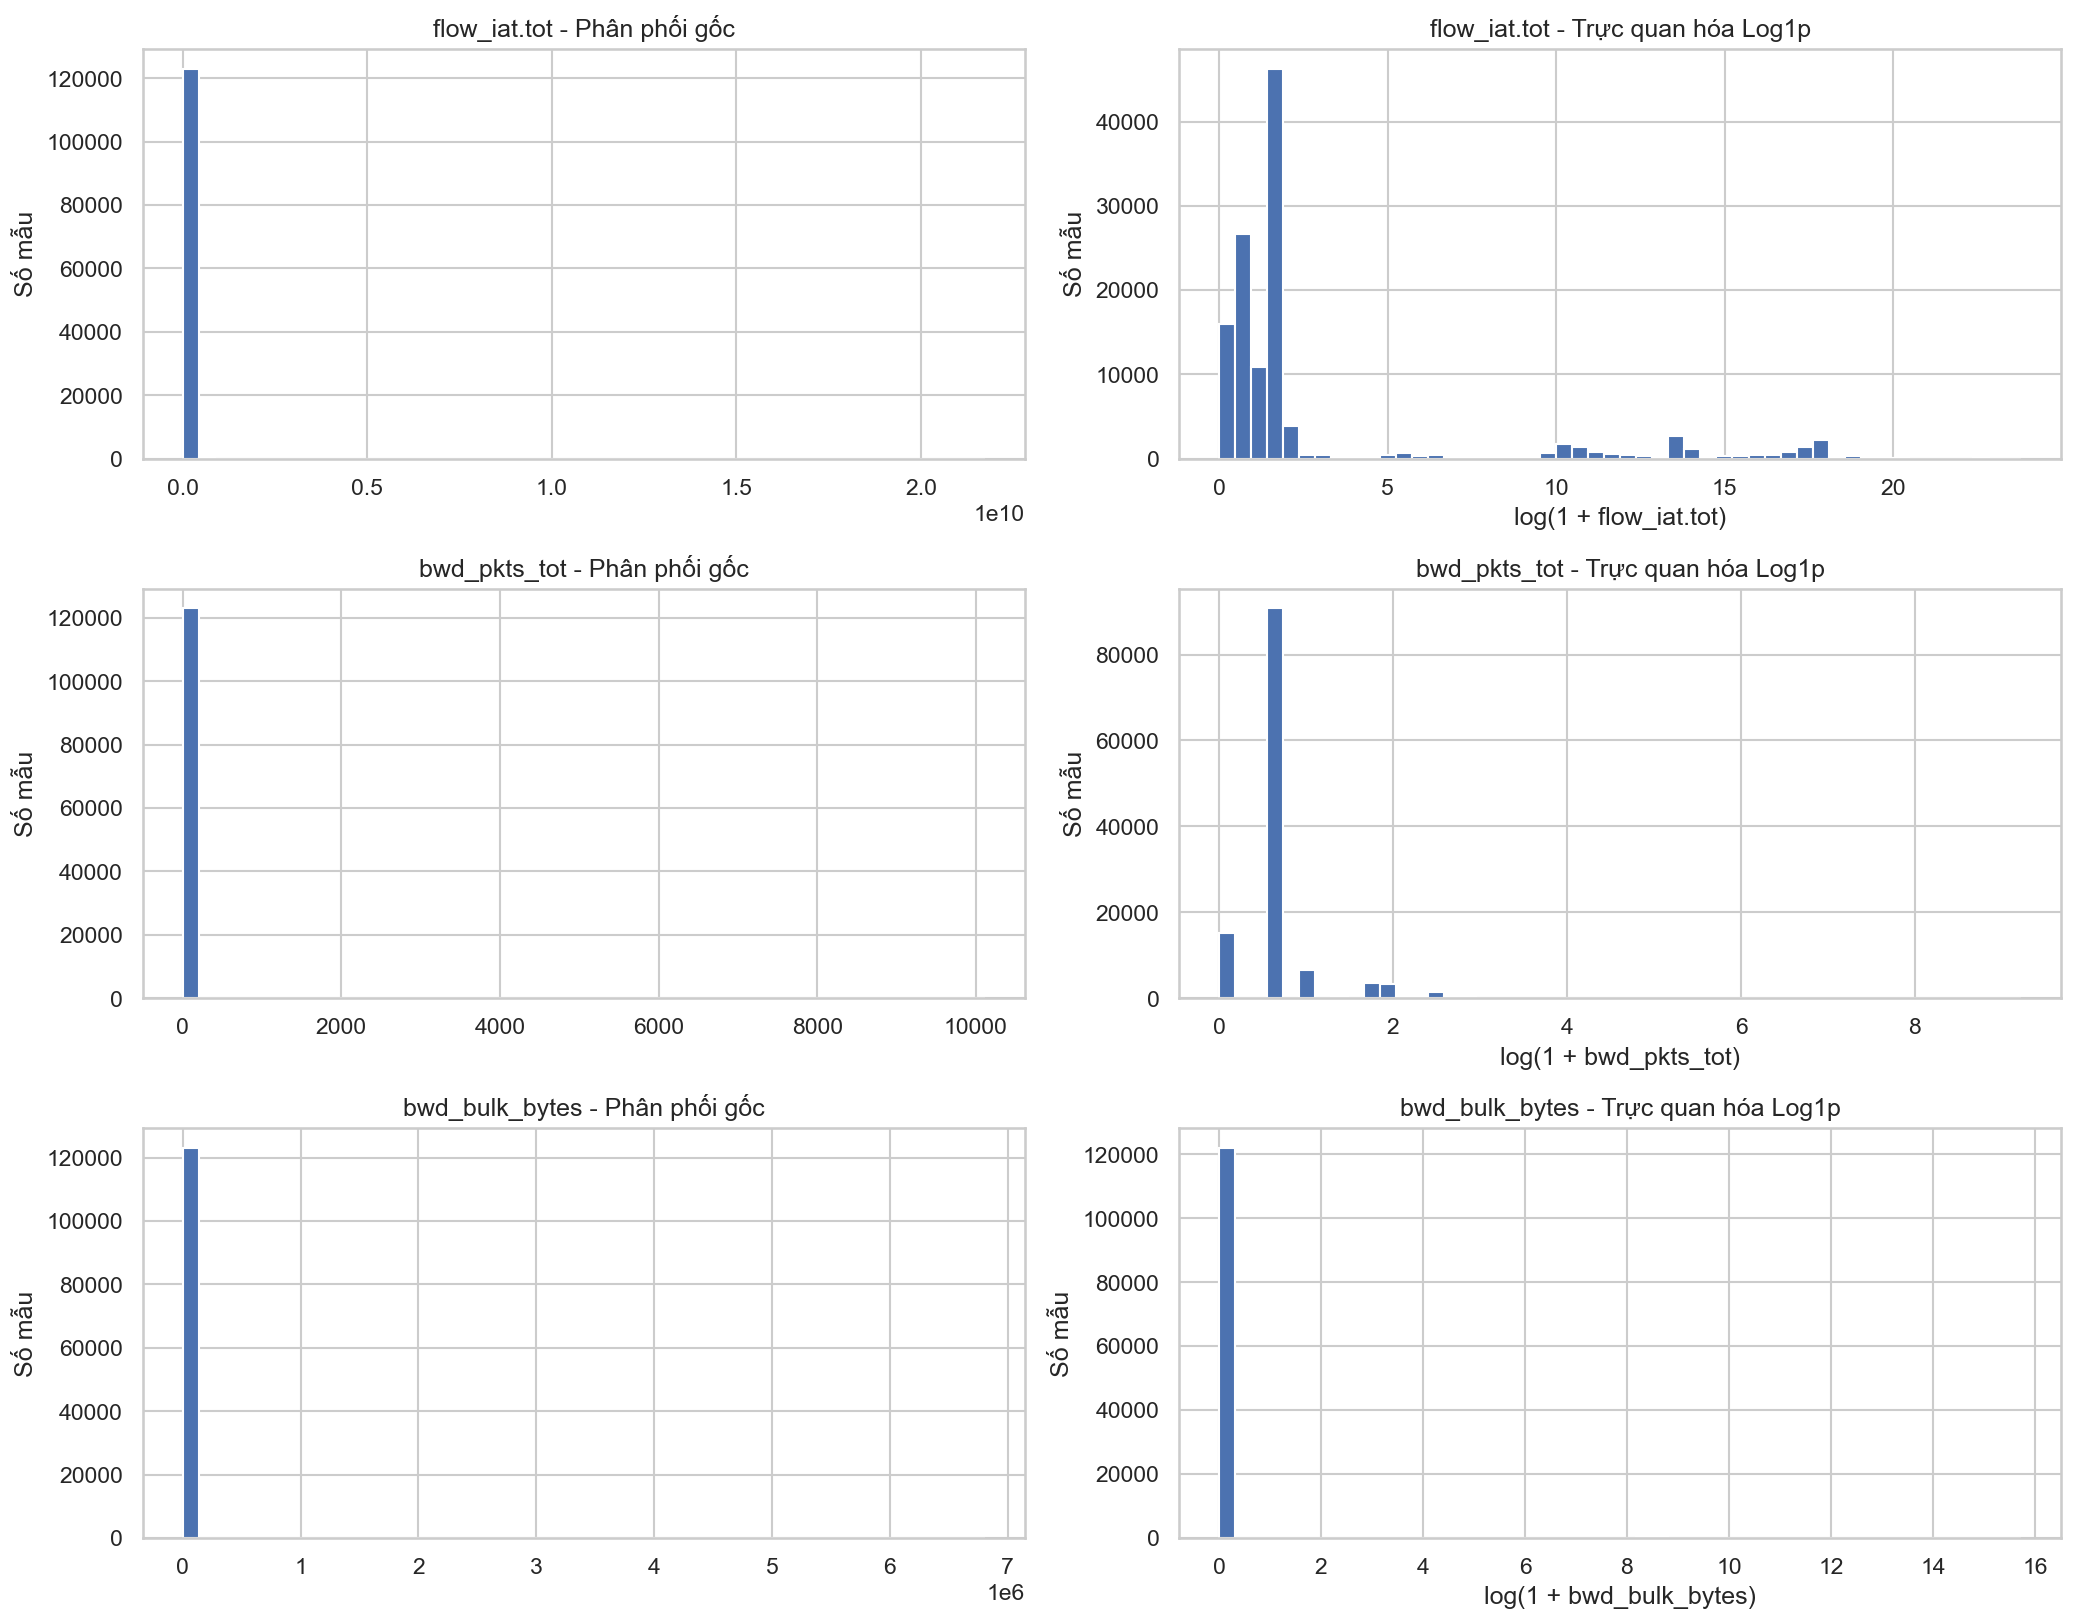 flow_iat.tot - Phân phối gốc
Số mẫu
120000
100000
80000
60000
40000
20000
0
0.0 0.5 1.0 1.5 2.0
1e10
flow_iat.tot - Trực quan hóa Log1p
Số mẫu
40000
30000
20000
10000
0
0 5 10 15 20
log(1 + flow_iat.tot)
bwd_pkts_tot - Phân phối gốc
Số mẫu
120000
100000
80000
60000
40000
20000
0
0 2000 4000 6000 8000 10000
bwd_pkts_tot - Trực quan hóa Log1p
Số mẫu
80000
60000
40000
20000
0
0 2 4 6 8
log(1 + bwd_pkts_tot)
bwd_bulk_bytes - Phân phối gốc
Số mẫu
120000
100000
80000
60000
40000
20000
0
0 1 2 3 4 5 6 7
1e6
bwd_bulk_bytes - Trực quan hóa Log1p
Số mẫu
120000
100000
80000
60000
40000
20000
0
0 2 4 6 8 10 12 14 16
log(1 + bwd_bulk_bytes)